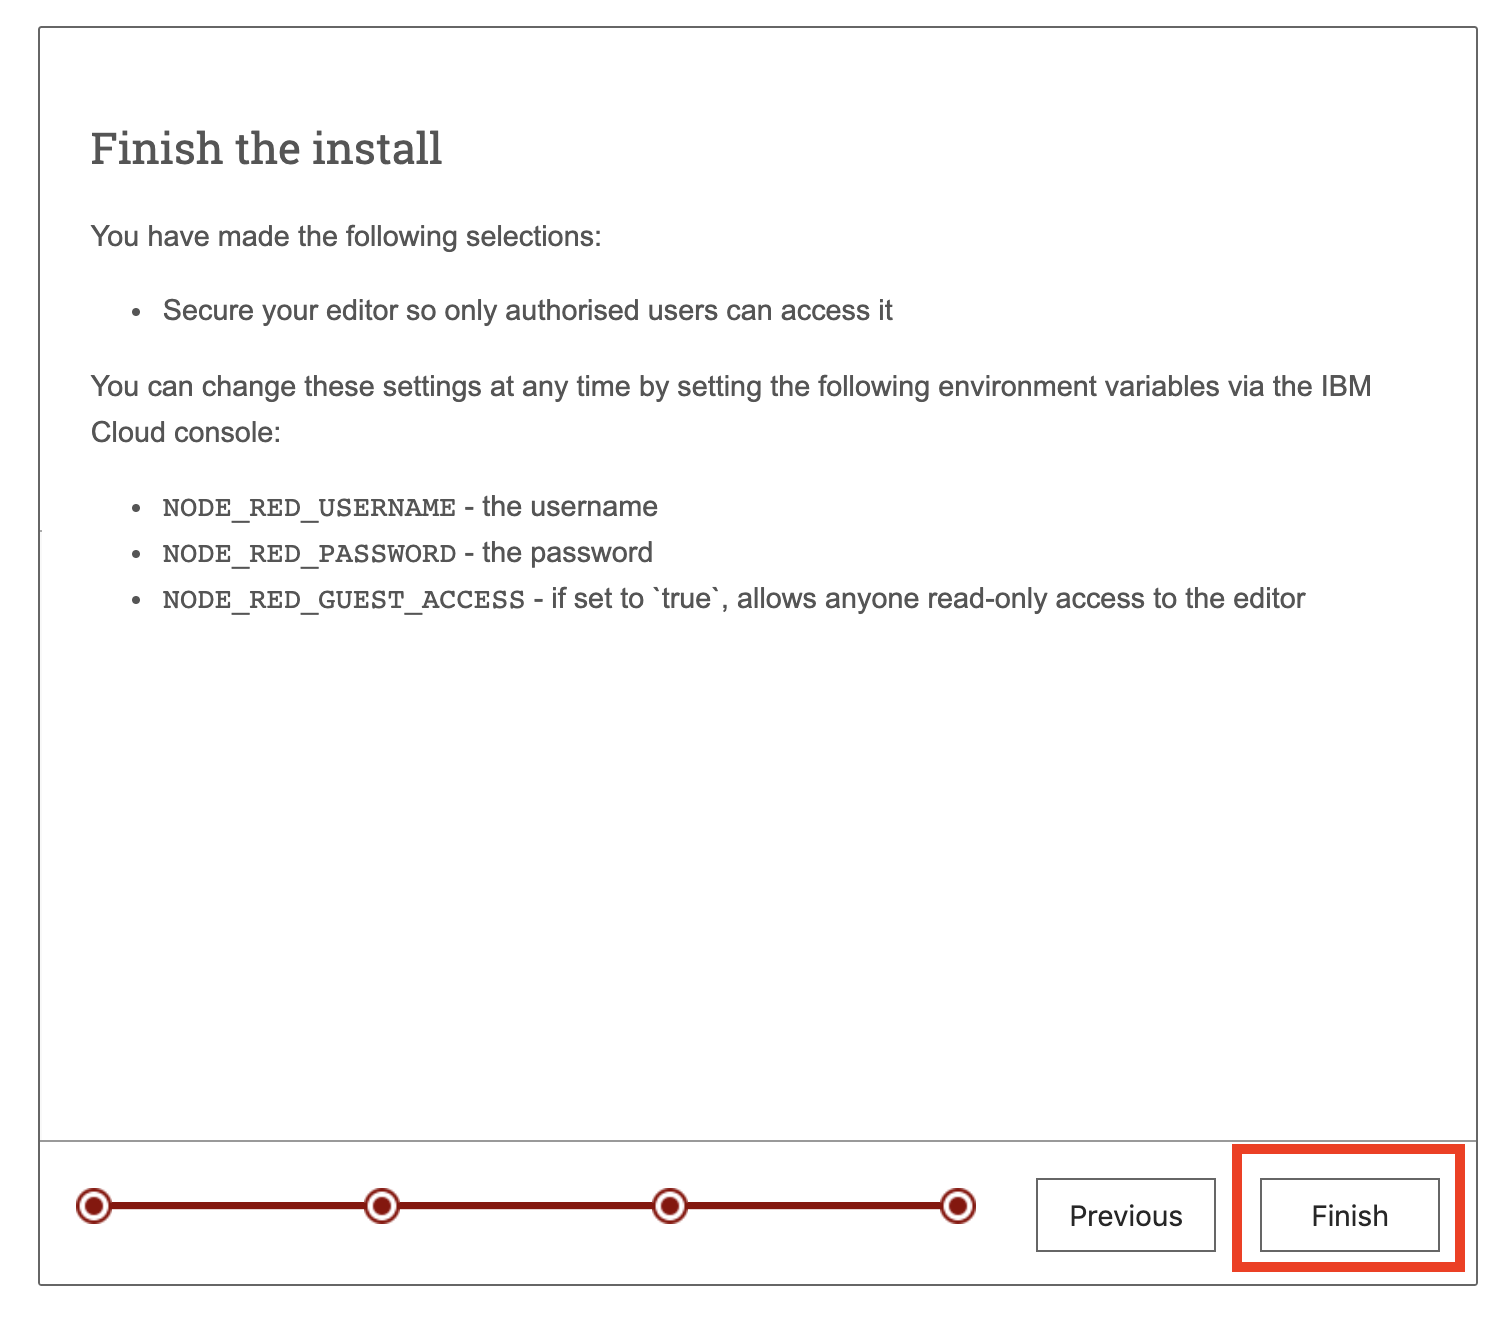 Finish the install
You have made the following selections:
• Secure your editor so only authorised users can access it
You can change these settings at any time by setting the following environment variables via the IBM
Cloud console:
• NODE_RED_USERNAME - the username
• NODE_RED_PASSWORD - the password
• NODE_RED_GUEST_ACCESS - if set to `true`, allows anyone read-only access to the editor
Previous
Finish